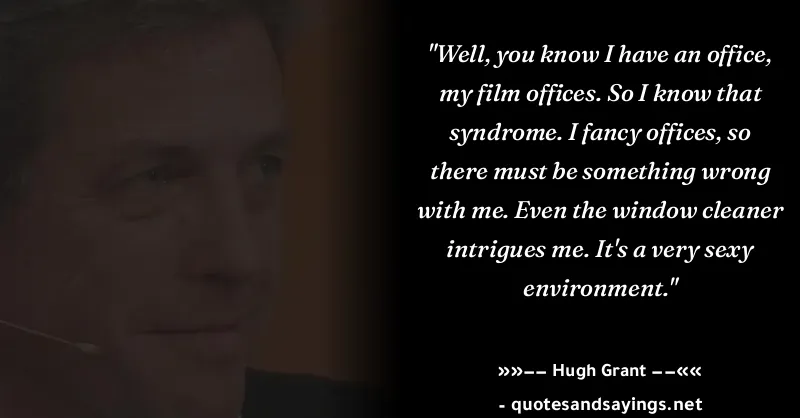 "Well, you know I have an office,
my film offices. So I know that
syndrome. I fancy offices, so
there must be something wrong
with me. Even the window cleaner
intrigues me. It's a very sexy
environment."
»»–– Hugh Grant ––««
- quotesandsayings.net